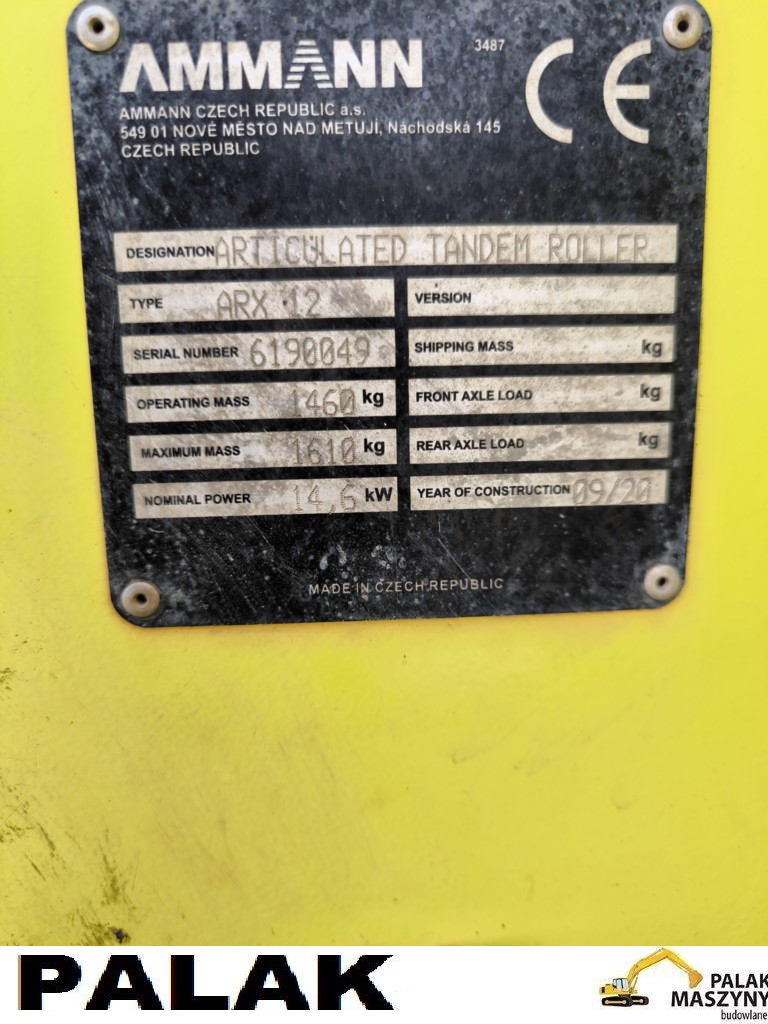 AMMANN
3487
CE
AMMANN CZECH REPUBLIC a.s.
549 01 NOVÉ MĚSTO NAD METUJÍ, Náchodská 145
CZECH REPUBLIC
DESIGNATION ARTICULATED TANDEM ROLLER
TYPE ARX 12
VERSION
SERIAL NUMBER 6190049
SHIPPING MASS kg
OPERATING MASS 1460 kg
FRONT AXLE LOAD kg
MAXIMUM MASS 1610 kg
REAR AXLE LOAD kg
NOMINAL POWER 14,6 kW
YEAR OF CONSTRUCTION 09/20
MADE IN CZECH REPUBLIC
PALAK
PALAK
MASZYNY
budowlane